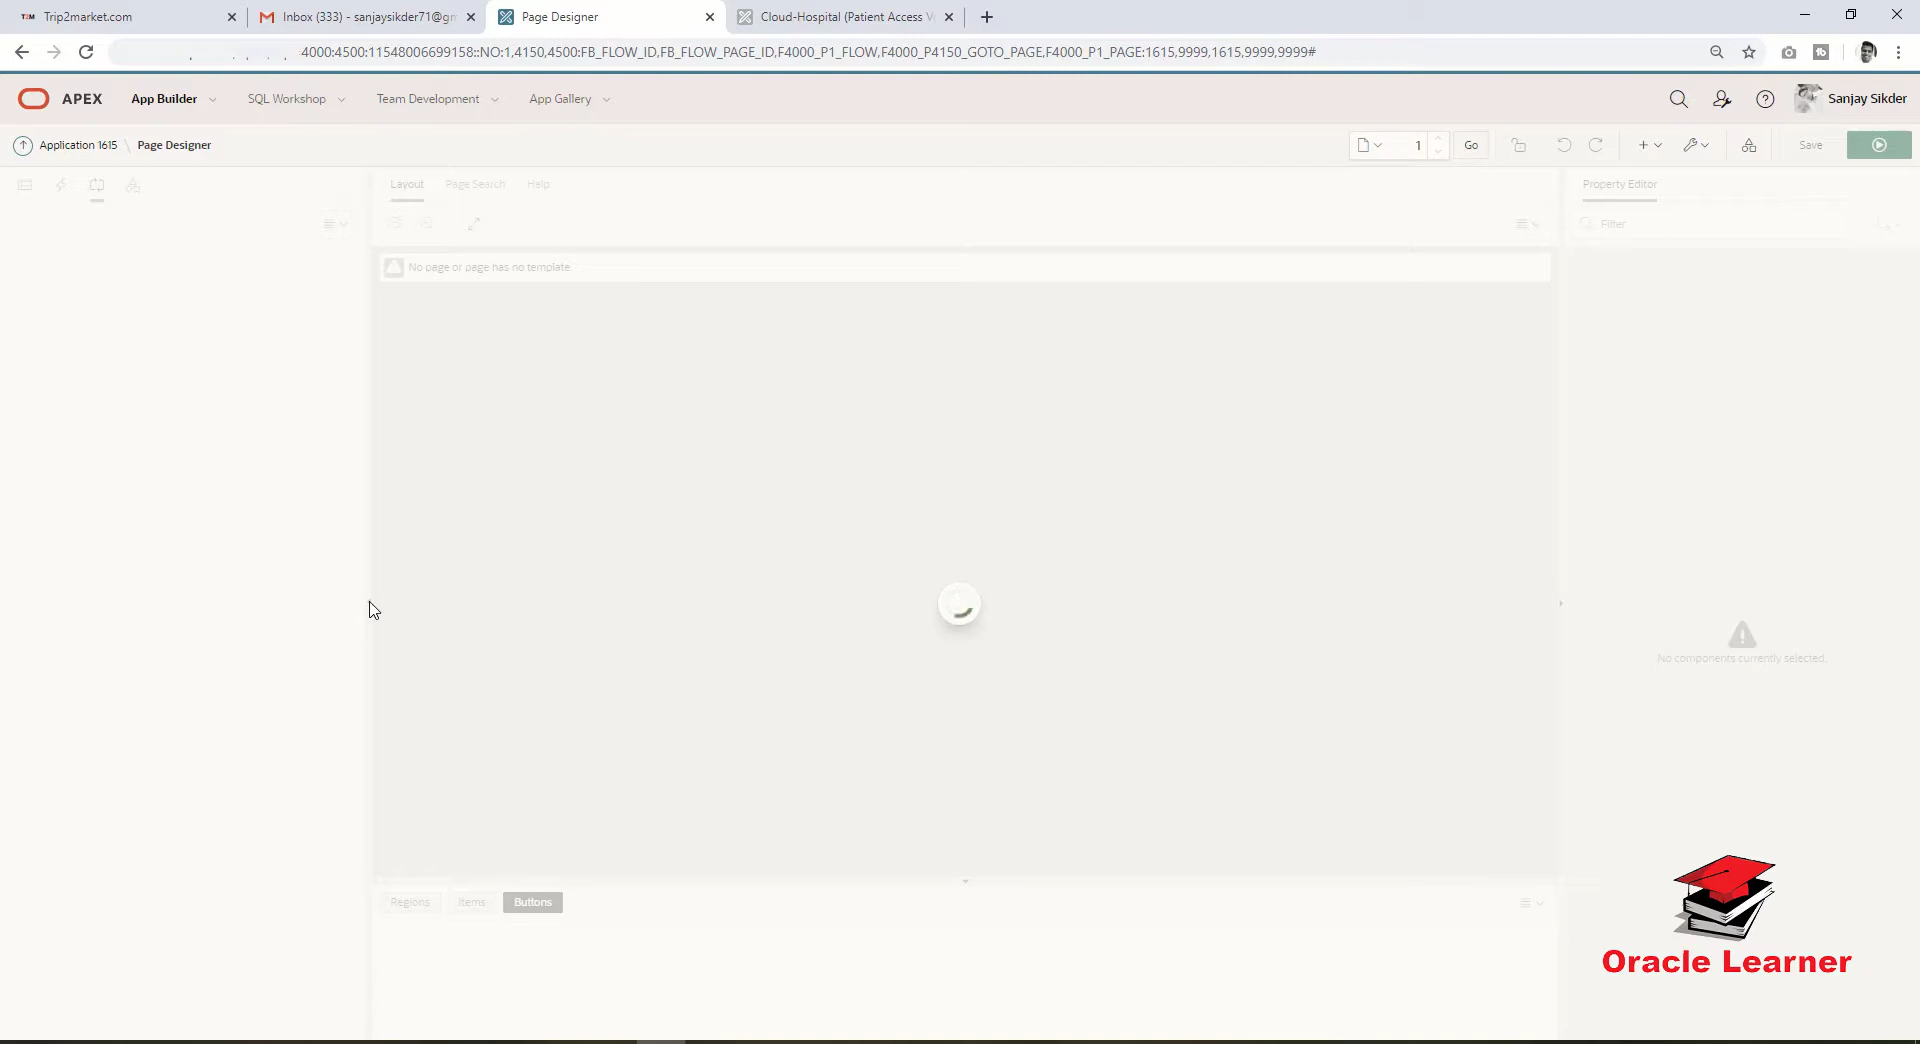 T2M Trip2market.com
Inbox (333) - sanjaysikder71@gm
Page Designer
Cloud-Hospital (Patient Access V
4000:4500:11548006699158::NO:1,4150,4500:FB_FLOW_ID,FB_FLOW_PAGE_ID,F4000_P1_FLOW,F4000_P4150_GOTO_PAGE,F4000_P1_PAGE:1615,9999,1615,9999,9999#
APEX App Builder SQL Workshop Team Development App Gallery Sanjay Sikder
Application 1615 \ Page Designer 1 Go Save
Layout Page Search Help Property Editor
Filter
No page or page has no template.
No components currently selected.
Regions Items Buttons
Oracle Learner